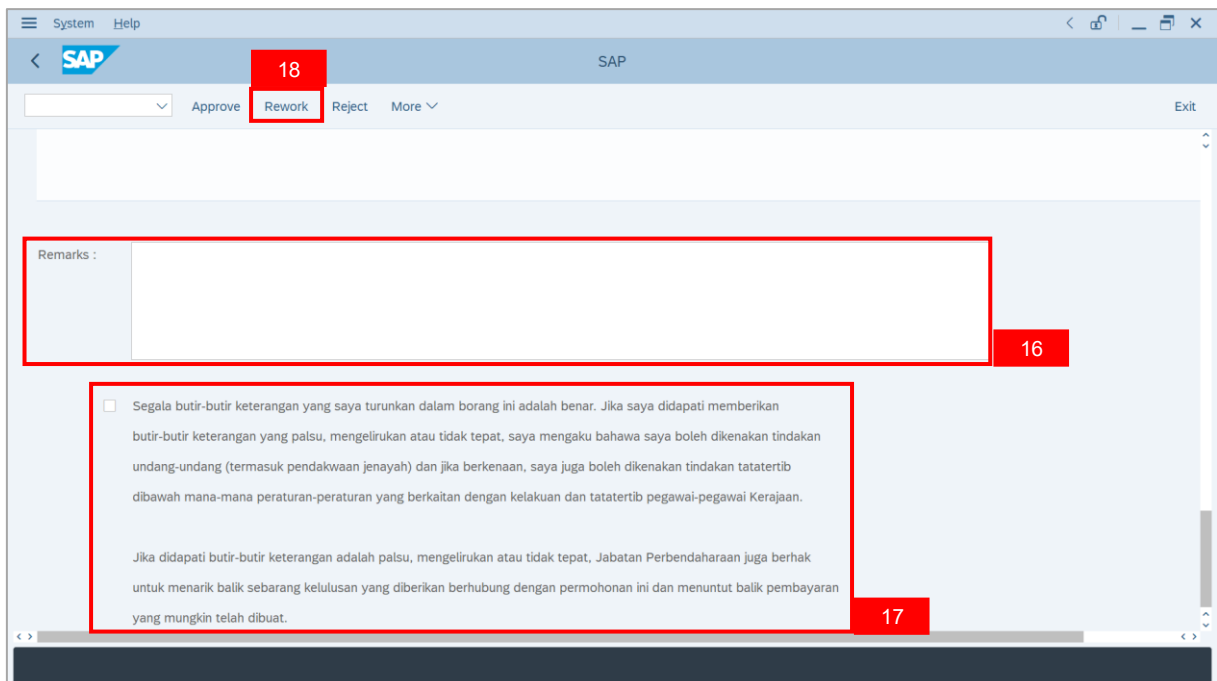 System Help
SAP
SAP
18
Approve Rework Reject More
Exit
Remarks :
16
Segala butir-butir keterangan yang saya turunkan dalam borang ini adalah benar. Jika saya didapati memberikan
butir-butir keterangan yang palsu, mengelirukan atau tidak tepat, saya mengaku bahawa saya boleh dikenakan tindakan
undang-undang (termasuk pendakwaan jenayah) dan jika berkenaan, saya juga boleh dikenakan tindakan tatatertib
dibawah mana-mana peraturan-peraturan yang berkaitan dengan kelakuan dan tatatertib pegawai-pegawai Kerajaan.
Jika didapati butir-butir keterangan adalah palsu, mengelirukan atau tidak tepat, Jabatan Perbendaharaan juga berhak
untuk menarik balik sebarang kelulusan yang diberikan berhubung dengan permohonan ini dan menuntut balik pembayaran
yang mungkin telah dibuat.
17